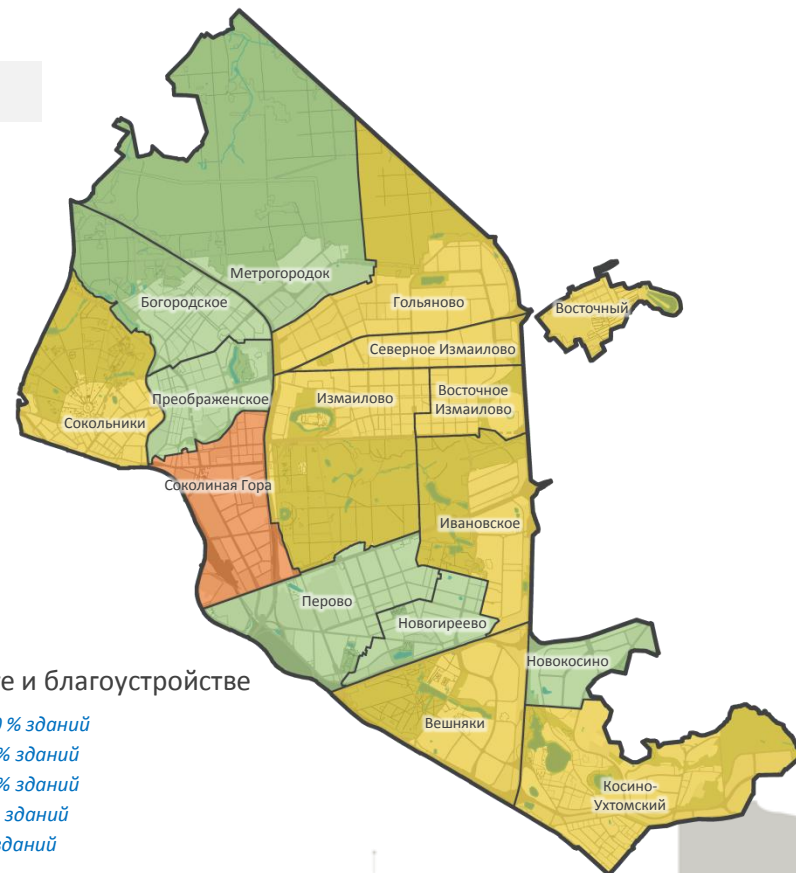 Метрогородок
Богородское
Гольяново
Восточный
Северное Измайлово
Преображенское
Измайлово
Восточное
Измайлово
Сокольники
Соколиная Гора
Ивановское
Перово
Новогиреево
Новокосино
е и благоустройстве
Вешняки
% зданий
% зданий
% зданий
зданий
зданий
Косино-
Ухтомский